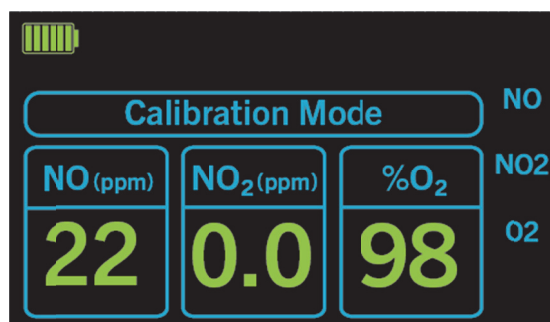 Calibration Mode
NO
NO (ppm) NO₂ (ppm) %O₂
NO2
22 0.0 98
O2